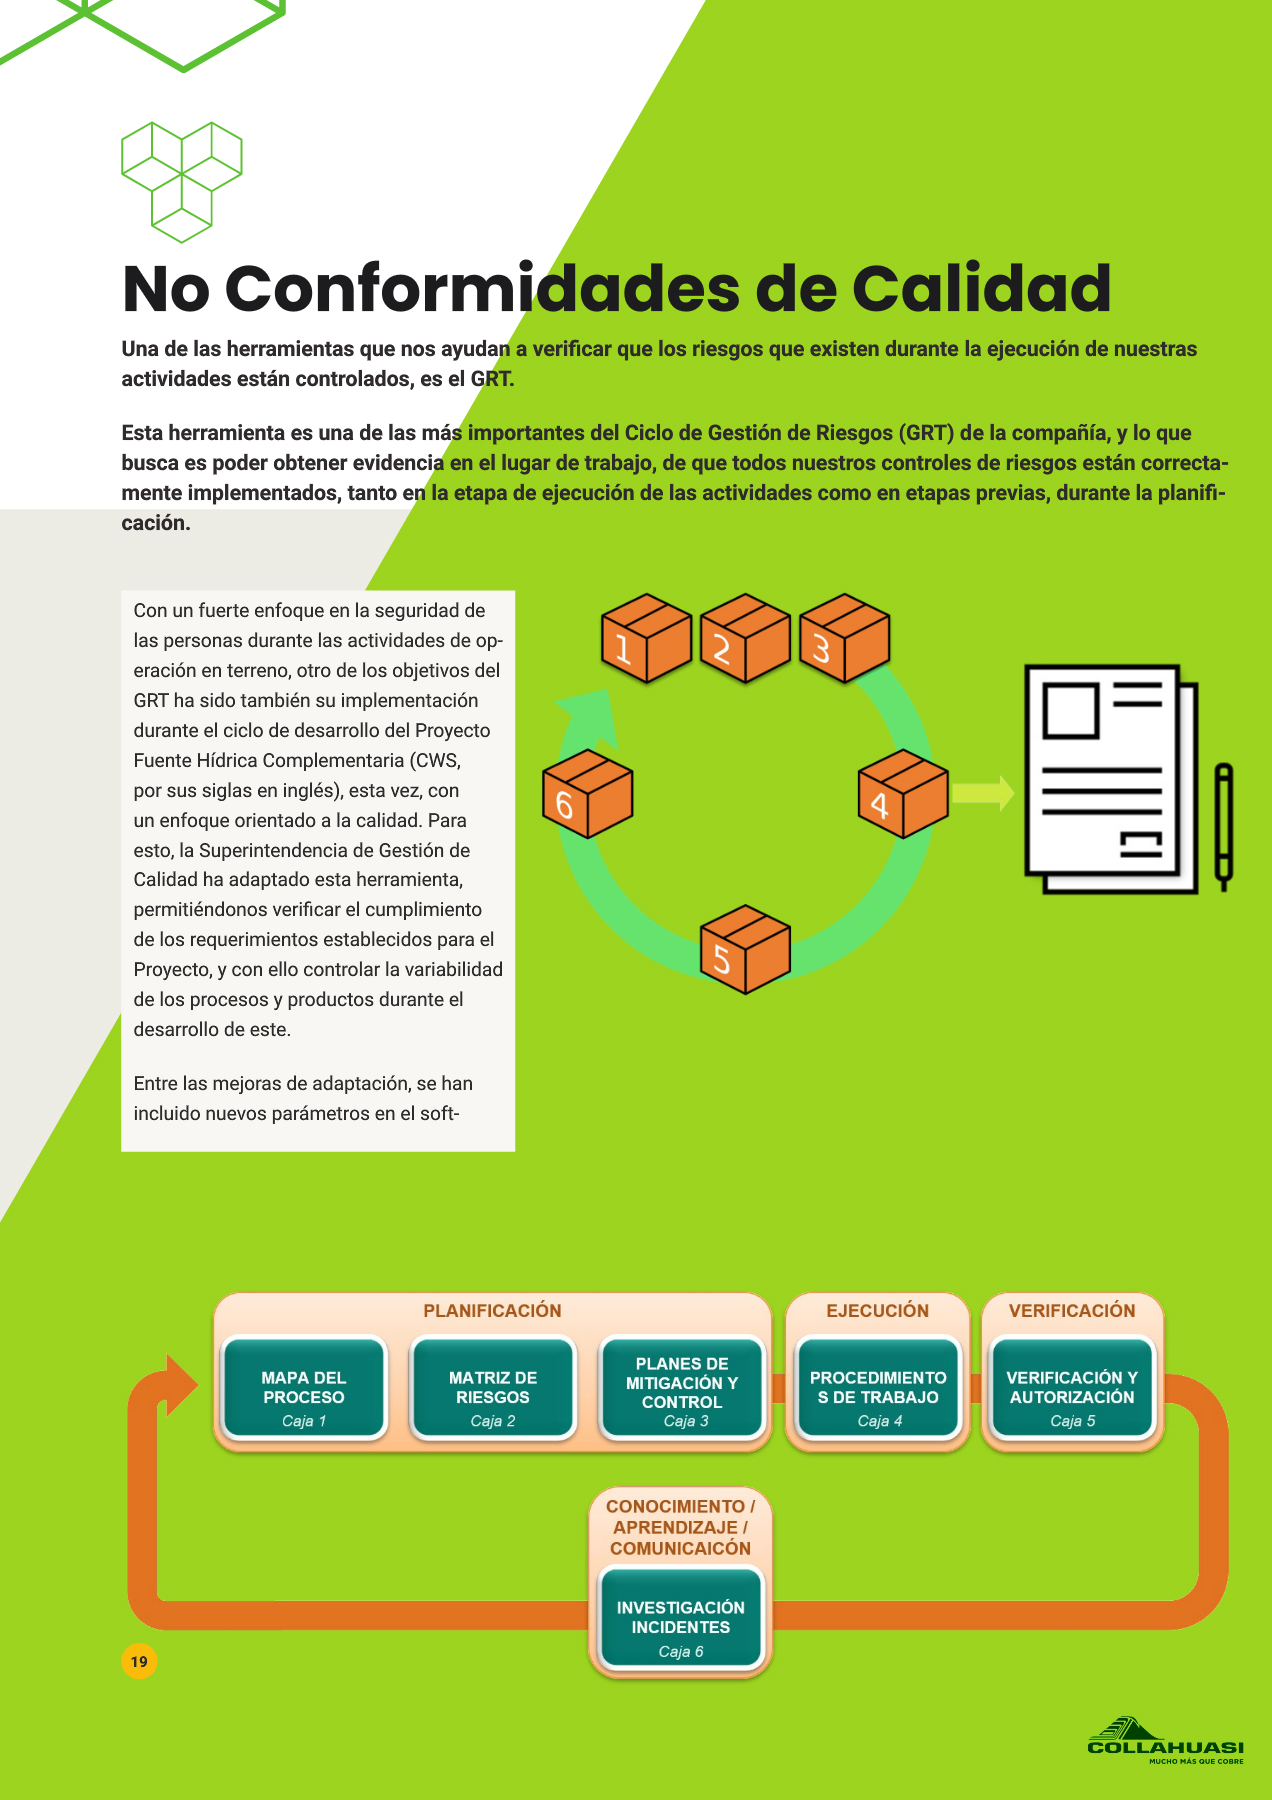 No Conformidades de Calidad
Una de las herramientas que nos ayudan a verificar que los riesgos que existen durante la ejecución de nuestras
actividades están controlados, es el GRT.
Esta herramienta es una de las más importantes del Ciclo de Gestión de Riesgos (GRT) de la compañía, y lo que
busca es poder obtener evidencia en el lugar de trabajo, de que todos nuestros controles de riesgos están correcta-
mente implementados, tanto en la etapa de ejecución de las actividades como en etapas previas, durante la planifi-
cación.
Con un fuerte enfoque en la seguridad de
las personas durante las actividades de op-
eración en terreno, otro de los objetivos del
GRT ha sido también su implementación
durante el ciclo de desarrollo del Proyecto
Fuente Hídrica Complementaria (CWS,
por sus siglas en inglés), esta vez, con
un enfoque orientado a la calidad. Para
esto, la Superintendencia de Gestión de
Calidad ha adaptado esta herramienta,
permitiéndonos verificar el cumplimiento
de los requerimientos establecidos para el
Proyecto, y con ello controlar la variabilidad
de los procesos y productos durante el
desarrollo de este.
Entre las mejoras de adaptación, se han
incluido nuevos parámetros en el soft-
1
2
3
4
5
6
PLANIFICACIÓN
MAPA DEL
PROCESO
Caja 1
MATRIZ DE
RIESGOS
Caja 2
PLANES DE
MITIGACIÓN Y
CONTROL
Caja 3
EJECUCIÓN
PROCEDIMIENTO
S DE TRABAJO
Caja 4
VERIFICACIÓN
VERIFICACIÓN Y
AUTORIZACIÓN
Caja 5
CONOCIMIENTO /
APRENDIZAJE /
COMUNICAICÓN
INVESTIGACIÓN
INCIDENTES
Caja 6
19
COLLAHUASI
MUCHO MÁS QUE COBRE